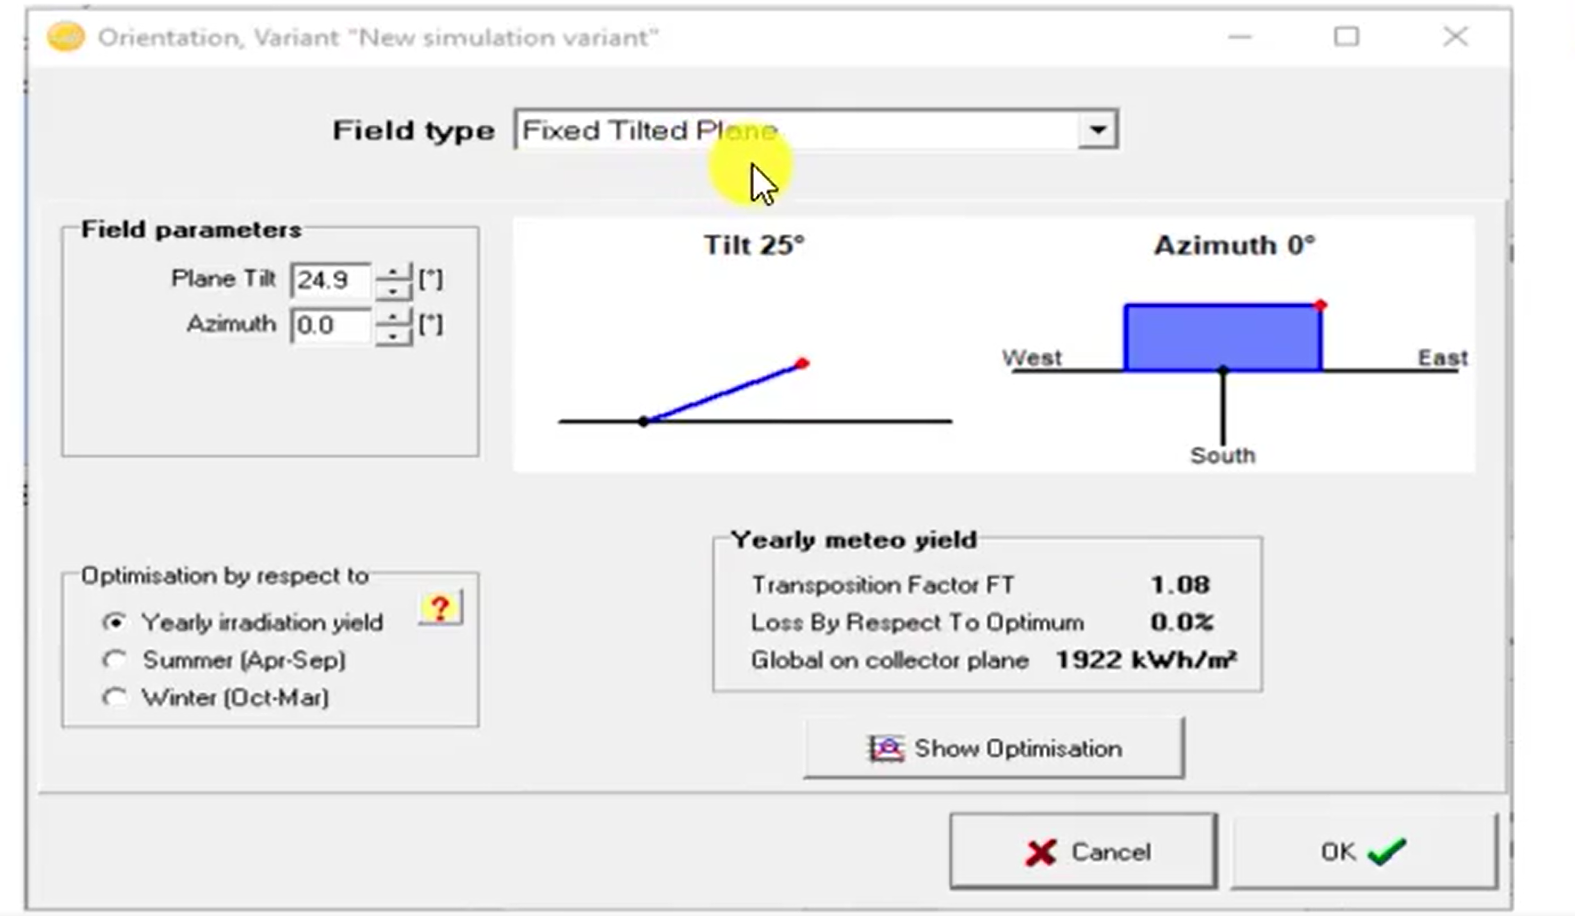 Orientation, Variant "New simulation variant"
Field type Fixed Tilted Plane
Field parameters
Plane Tilt 24.9 [°]
Azimuth 0.0 [°]
Tilt 25°
Azimuth 0°
West East
South
Optimisation by respect to
?
Yearly irradiation yield
Summer (Apr-Sep)
Winter (Oct-Mar)
Yearly meteo yield
Transposition Factor FT 1.08
Loss By Respect To Optimum 0.0%
Global on collector plane 1922 kWh/m²
Show Optimisation
Cancel OK